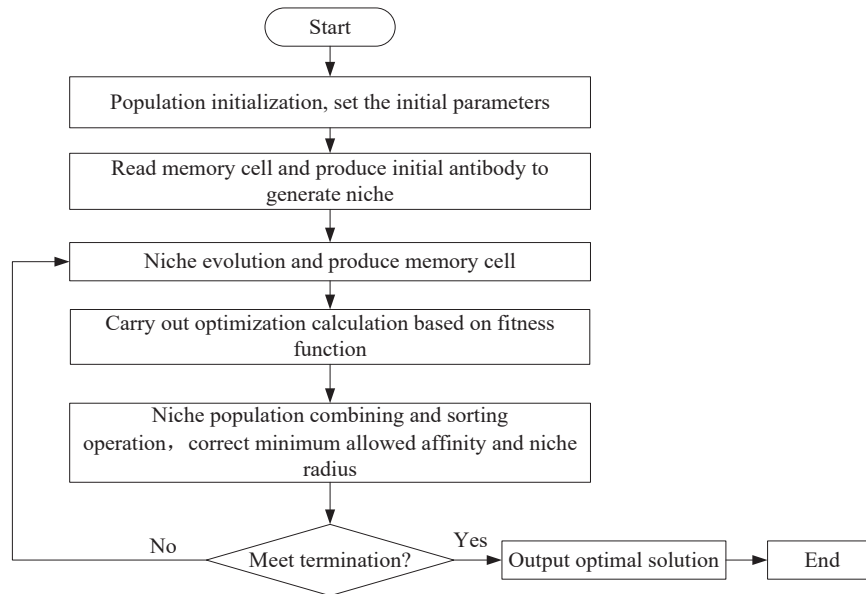 Start
Population initialization, set the initial parameters
Read memory cell and produce initial antibody to
generate niche
Niche evolution and produce memory cell
Carry out optimization calculation based on fitness
function
Niche population combining and sorting
operation，correct minimum allowed affinity and niche
radius
No
Meet termination?
Yes
Output optimal solution
End